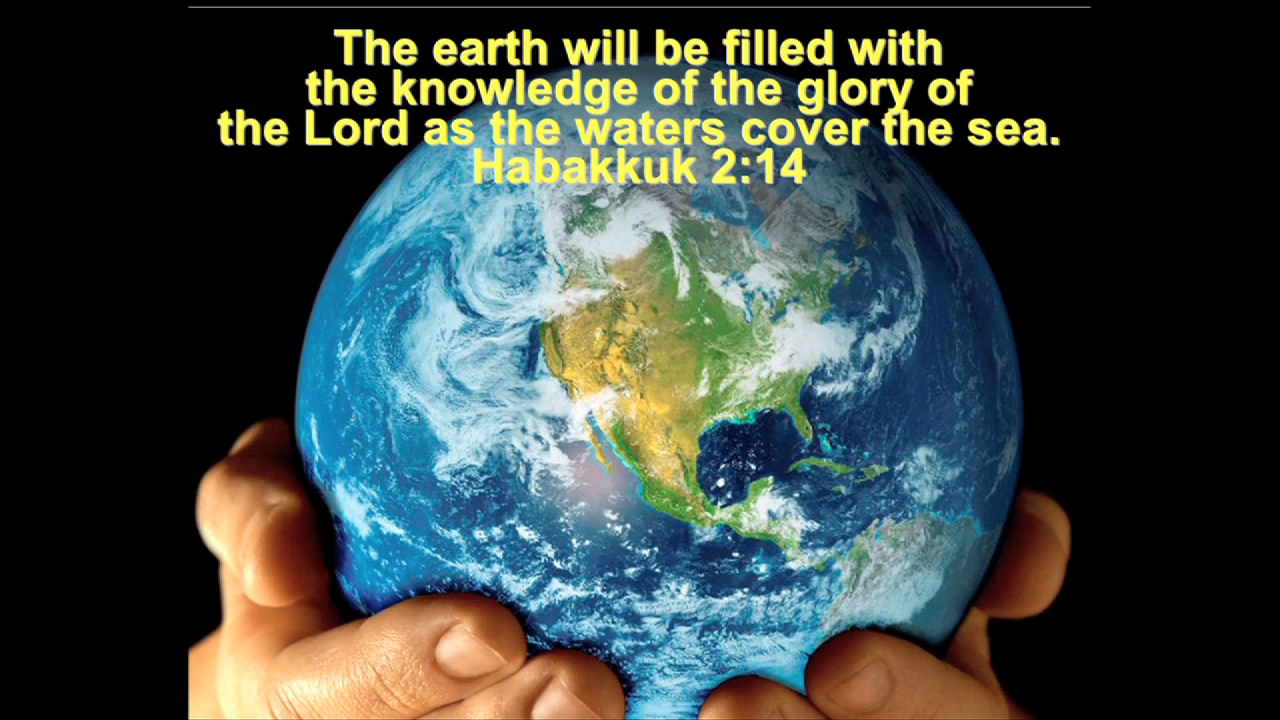 The earth will be filled with
the knowledge of the glory of
the Lord as the waters cover the sea.
Habakkuk 2:14